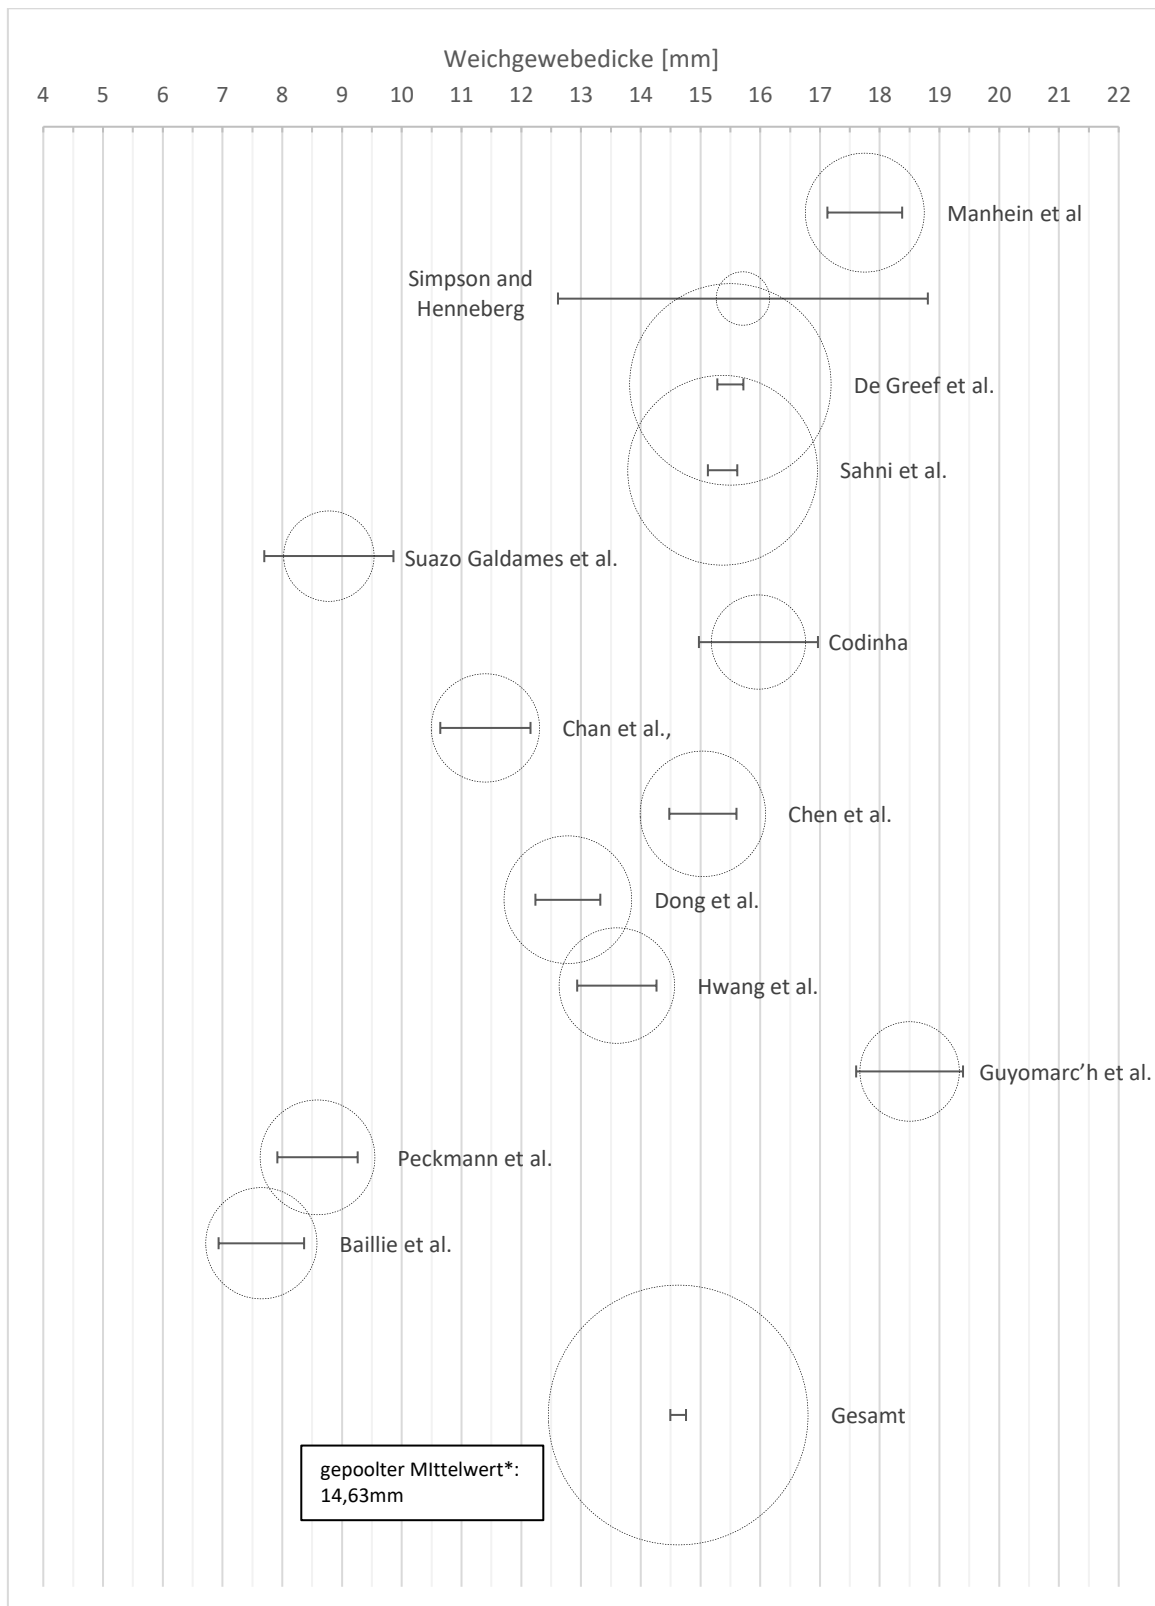 Weichgewebedicke [mm]
4 5 6 7 8 9 10 11 12 13 14 15 16 17 18 19 20 21 22
Manhein et al
Simpson and
Henneberg
De Greef et al.
Sahni et al.
Suazo Galdames et al.
Codinha
Chan et al.,
Chen et al.
Dong et al.
Hwang et al.
Guyomarc’h et al.
Peckmann et al.
Baillie et al.
Gesamt
gepoolter MIttelwert*:
14,63mm